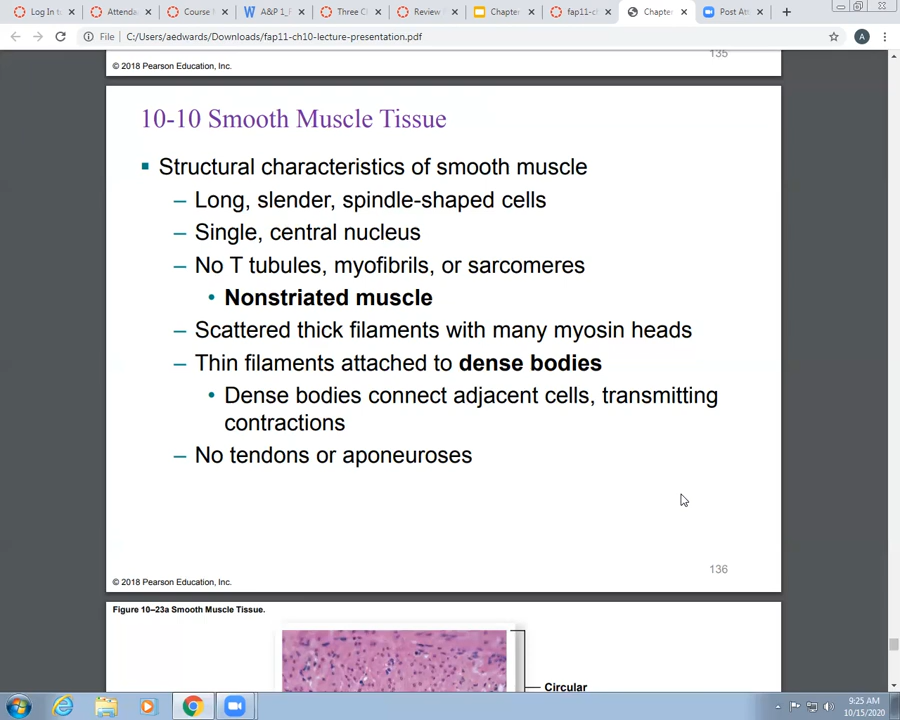 Log In to
Attenda
Course
A&P 1_
Three C
Review
Chapter
fap11-ch
Chapter
Post At
File
C:/Users/aedwards/Downloads/fap11-ch10-lecture-presentation.pdf
A
135
© 2018 Pearson Education, Inc.
10-10 Smooth Muscle Tissue
Structural characteristics of smooth muscle
– Long, slender, spindle-shaped cells
– Single, central nucleus
– No T tubules, myofibrils, or sarcomeres
• Nonstriated muscle
– Scattered thick filaments with many myosin heads
– Thin filaments attached to dense bodies
• Dense bodies connect adjacent cells, transmitting
contractions
– No tendons or aponeuroses
136
© 2018 Pearson Education, Inc.
Figure 10–23a Smooth Muscle Tissue.
Circular
9:25 AM
10/15/2020